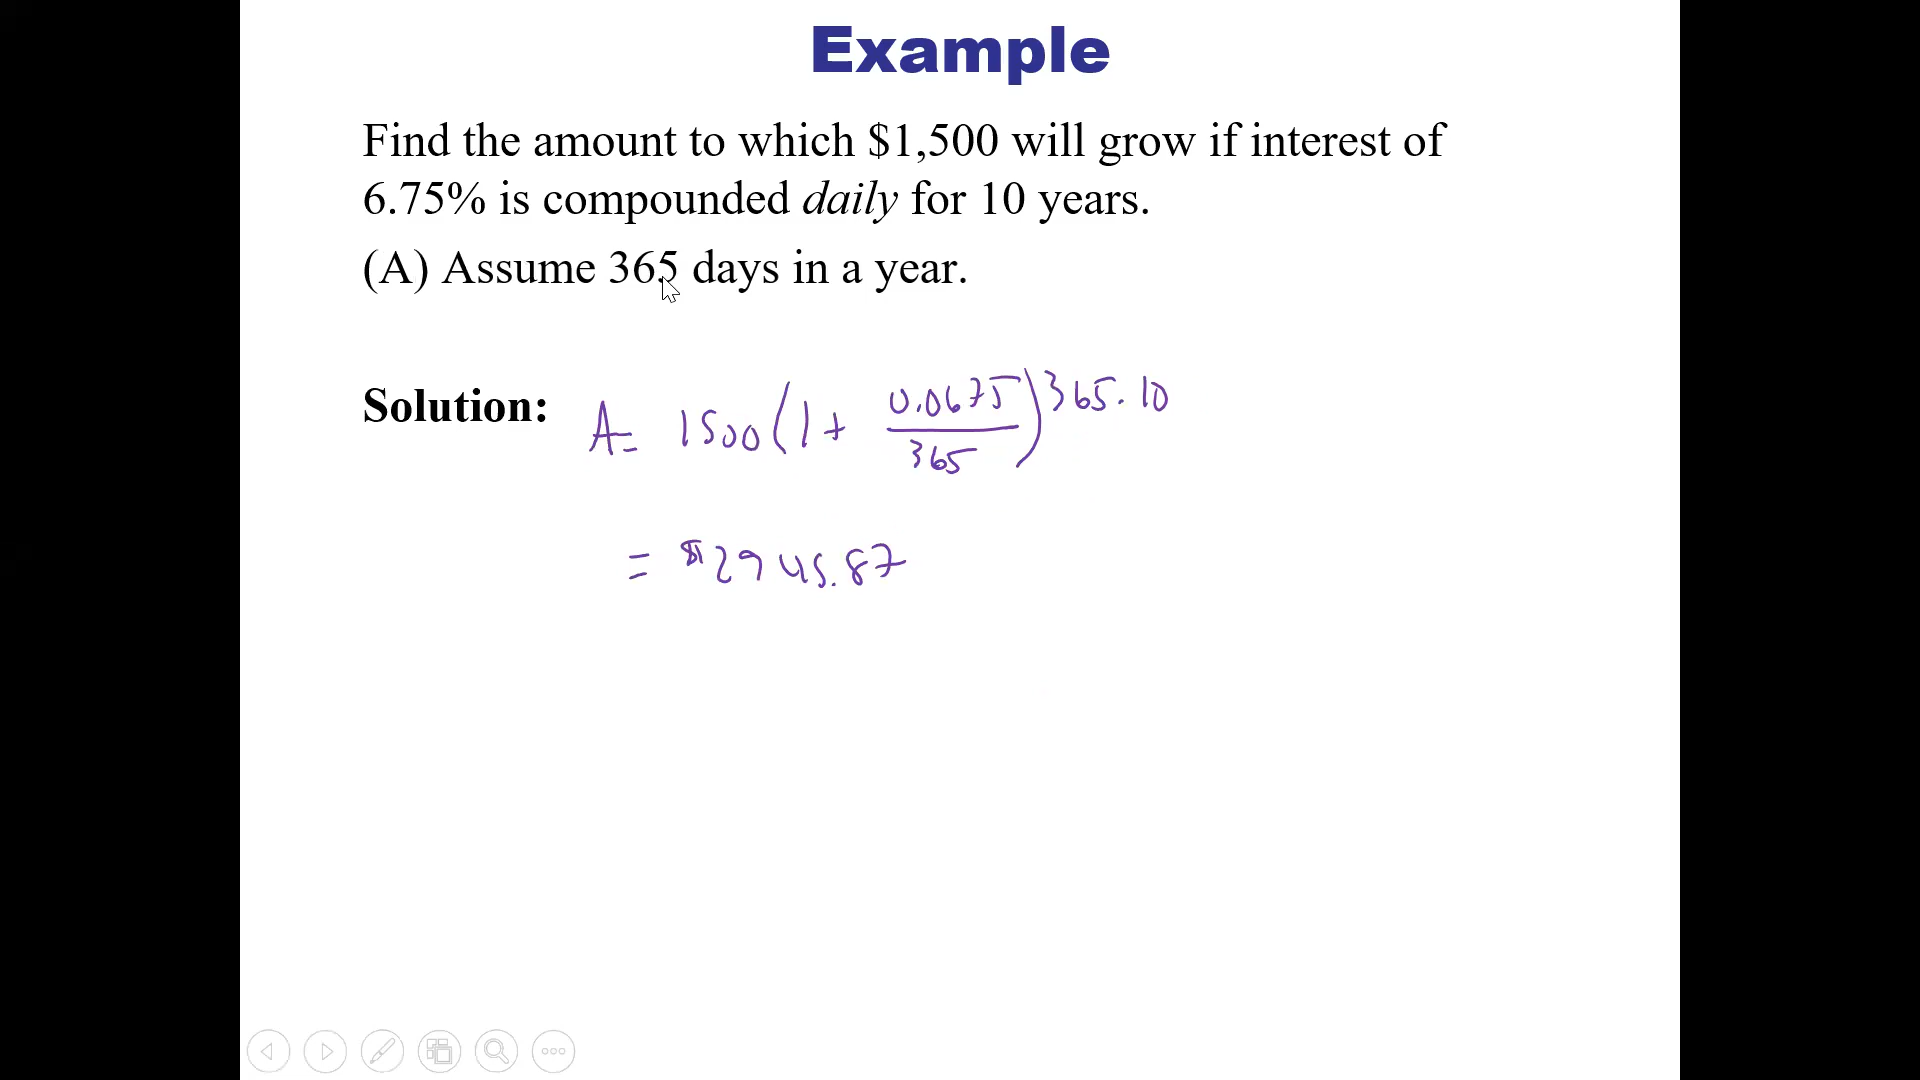 Example
Find the amount to which $1,500 will grow if interest of
6.75% is compounded daily for 10 years.
(A) Assume 365 days in a year.
Solution: A = 1500(1 + 0.0675/365)^365·10
= $2945.87